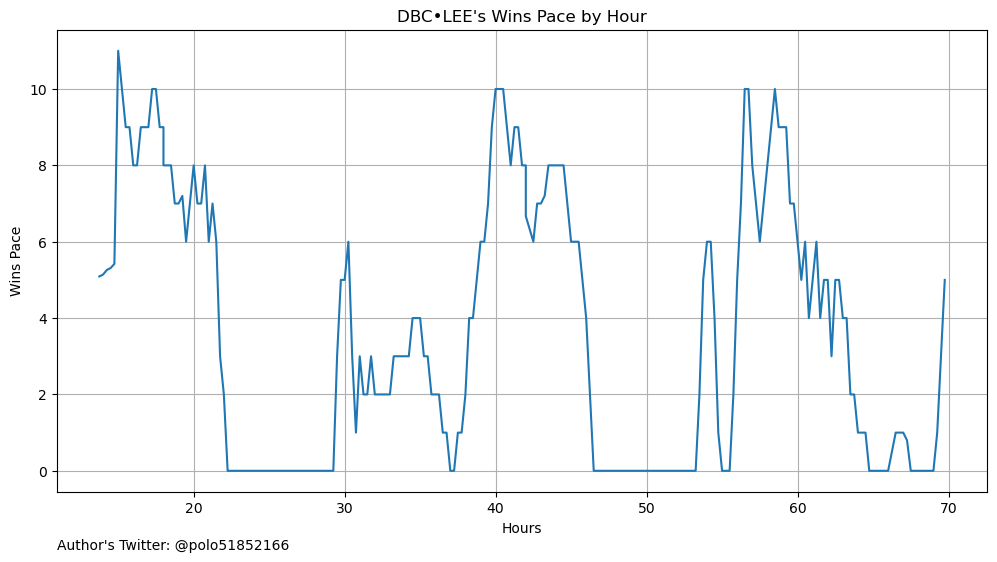 DBC•LEE's Wins Pace by Hour
10
8
6
4
2
0
Wins Pace
20 30 40 50 60 70
Hours
Author's Twitter: @polo51852166